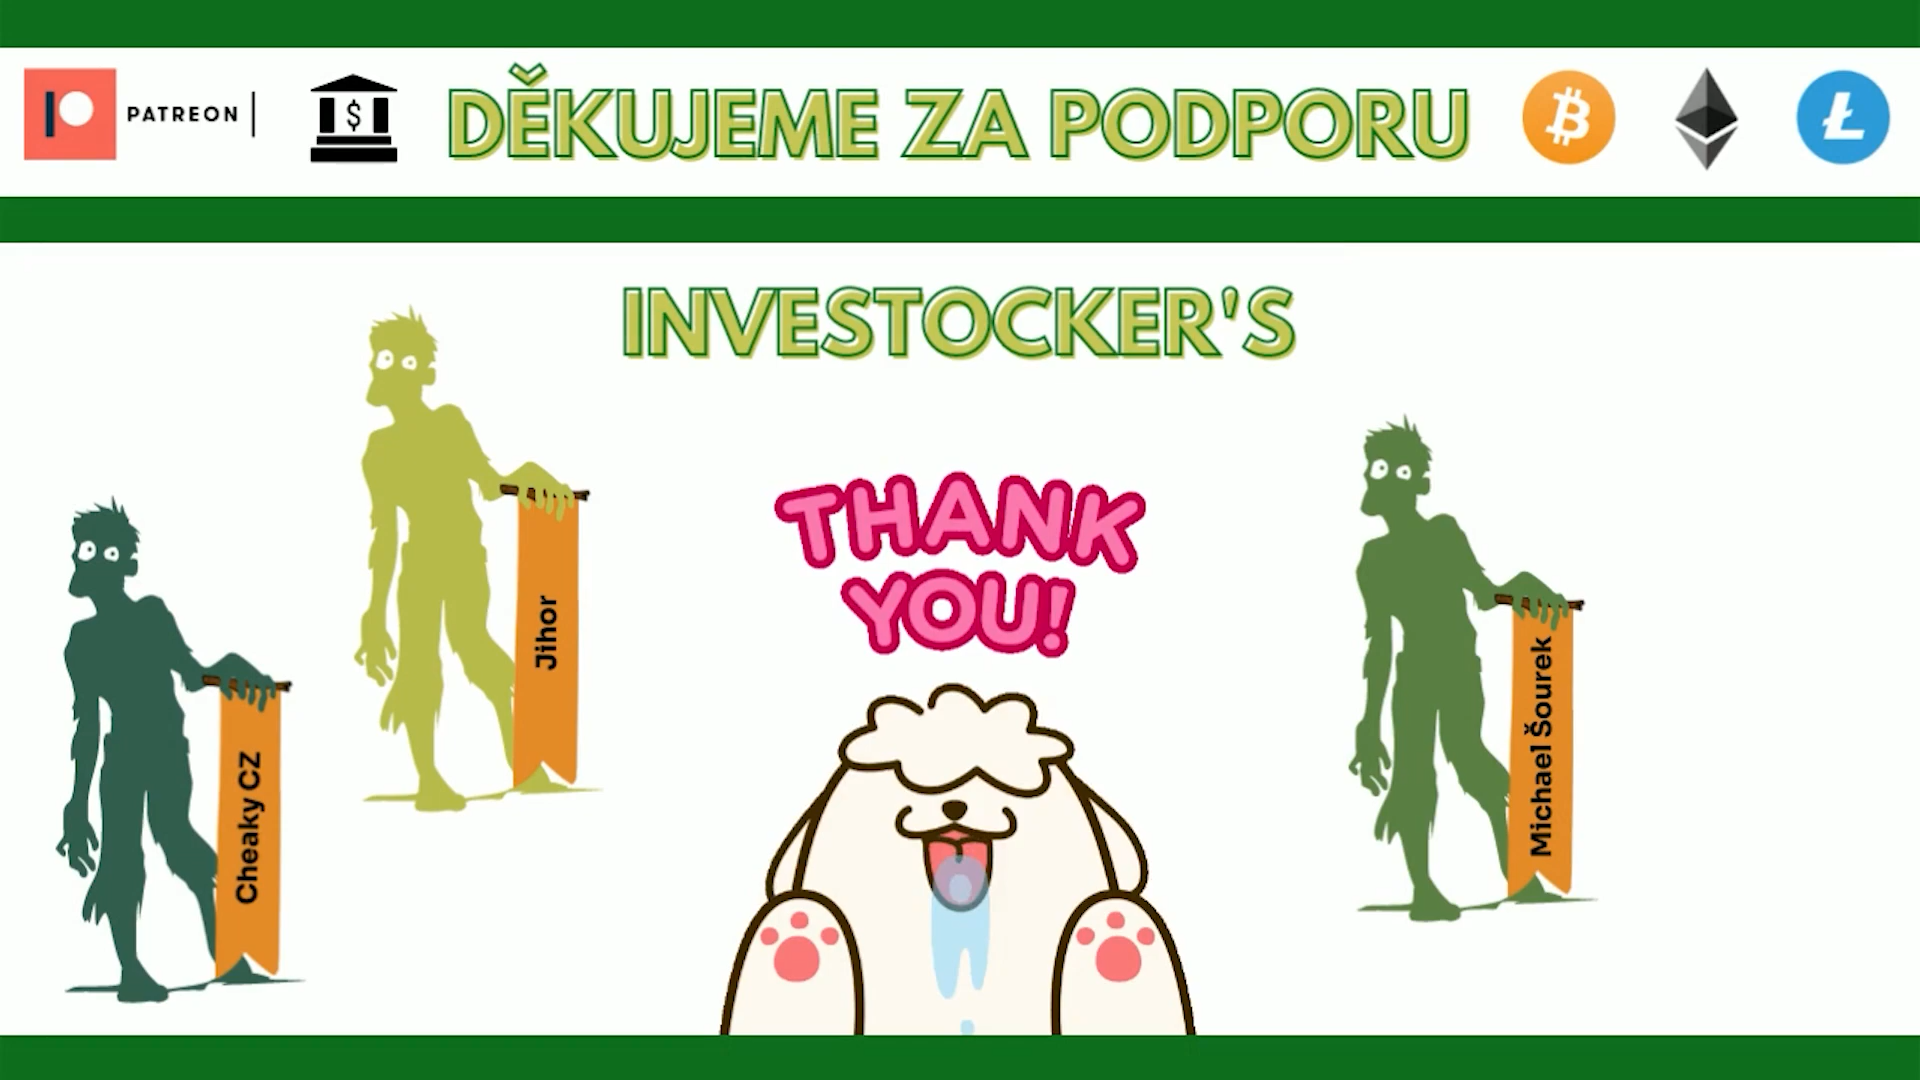 PATREON
DĚKUJEME ZA PODPORU
INVESTOCKER'S
THANK
YOU!
Cheaky CZ
Jihor
Michael Šourek